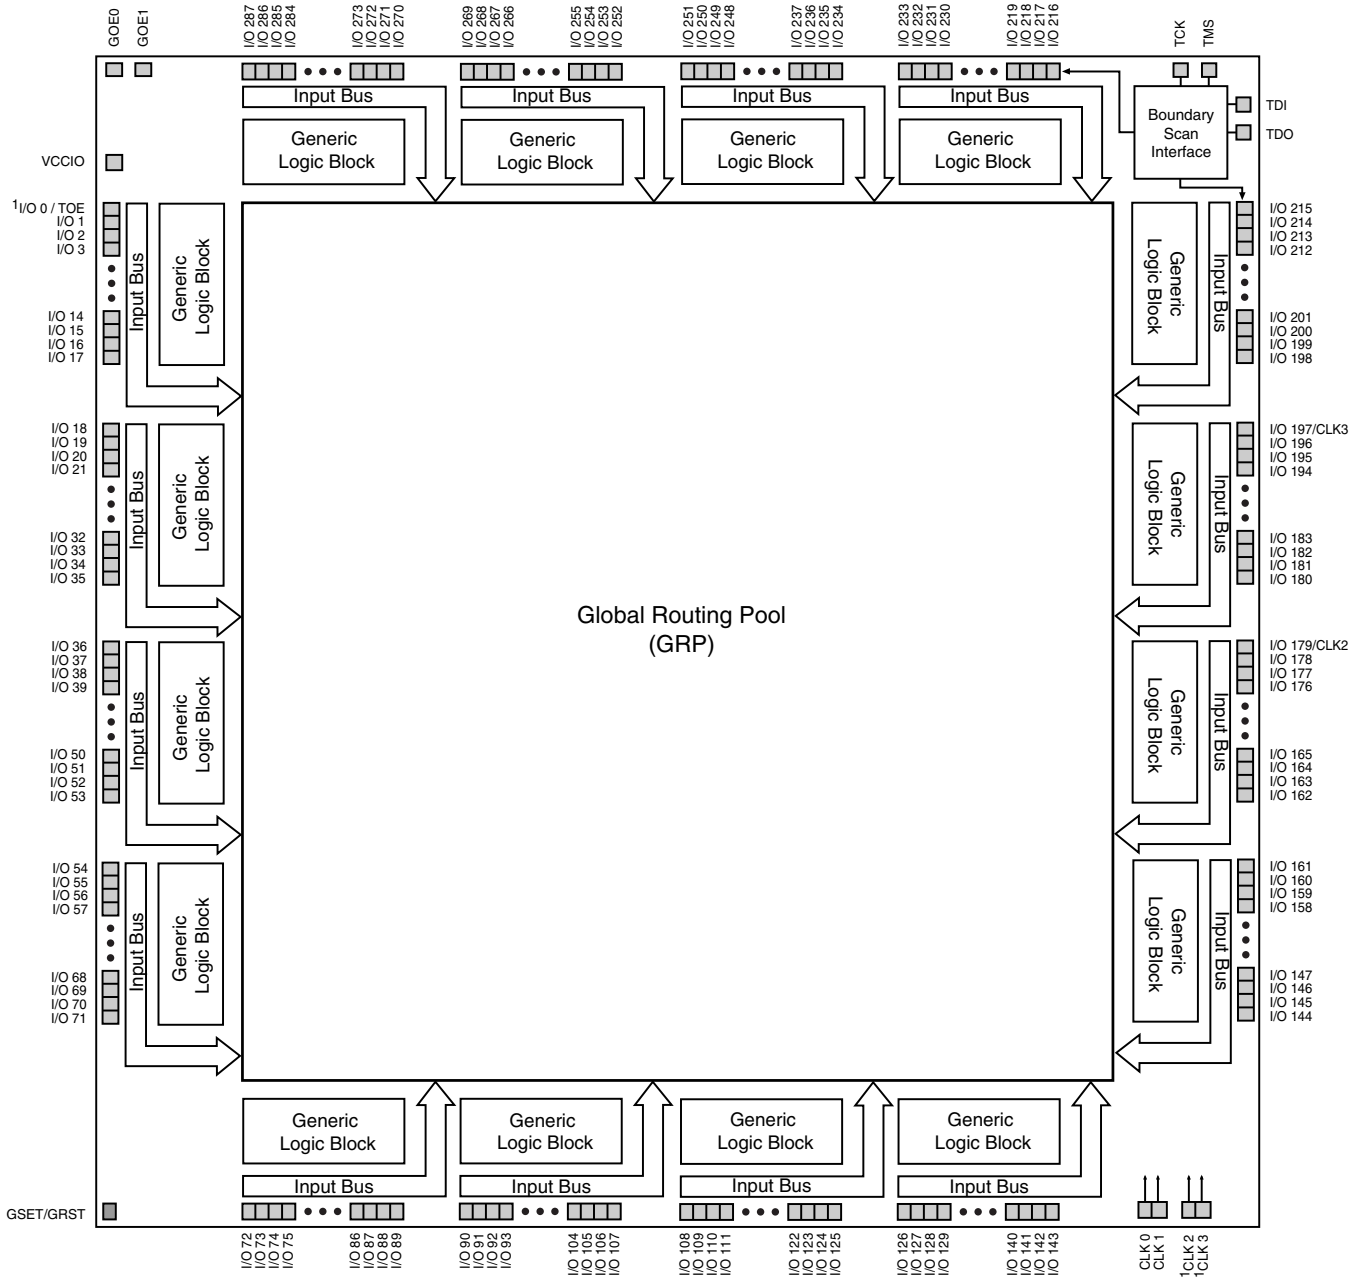 GOE0
GOE1
I/O 287
I/O 286
I/O 285
I/O 284
I/O 273
I/O 272
I/O 271
I/O 270
I/O 269
I/O 268
I/O 267
I/O 266
I/O 255
I/O 254
I/O 253
I/O 252
I/O 251
I/O 250
I/O 249
I/O 248
I/O 237
I/O 236
I/O 235
I/O 234
I/O 233
I/O 232
I/O 231
I/O 230
I/O 219
I/O 218
I/O 217
I/O 216
TCK
TMS
Input Bus
Input Bus
Input Bus
Input Bus
Generic
Logic Block
Generic
Logic Block
Generic
Logic Block
Generic
Logic Block
Boundary
Scan
Interface
TDI
TDO
VCCIO
1I/O 0 / TOE
I/O 1
I/O 2
I/O 3
I/O 14
I/O 15
I/O 16
I/O 17
Input Bus
Generic
Logic Block
I/O 18
I/O 19
I/O 20
I/O 21
I/O 32
I/O 33
I/O 34
I/O 35
Input Bus
Generic
Logic Block
I/O 36
I/O 37
I/O 38
I/O 39
I/O 50
I/O 51
I/O 52
I/O 53
Input Bus
Generic
Logic Block
I/O 54
I/O 55
I/O 56
I/O 57
I/O 68
I/O 69
I/O 70
I/O 71
Input Bus
Generic
Logic Block
Global Routing Pool
(GRP)
Generic
Logic Block
Input Bus
I/O 215
I/O 214
I/O 213
I/O 212
I/O 201
I/O 200
I/O 199
I/O 198
Generic
Logic Block
Input Bus
I/O 197/CLK3
I/O 196
I/O 195
I/O 194
I/O 183
I/O 182
I/O 181
I/O 180
Generic
Logic Block
Input Bus
I/O 179/CLK2
I/O 178
I/O 177
I/O 176
I/O 165
I/O 164
I/O 163
I/O 162
Generic
Logic Block
Input Bus
I/O 161
I/O 160
I/O 159
I/O 158
I/O 147
I/O 146
I/O 145
I/O 144
Generic
Logic Block
Generic
Logic Block
Generic
Logic Block
Generic
Logic Block
Input Bus
Input Bus
Input Bus
Input Bus
GSET/GRST
I/O 72
I/O 73
I/O 74
I/O 75
I/O 86
I/O 87
I/O 88
I/O 89
I/O 90
I/O 91
I/O 92
I/O 93
I/O 104
I/O 105
I/O 106
I/O 107
I/O 108
I/O 109
I/O 110
I/O 111
I/O 122
I/O 123
I/O 124
I/O 125
I/O 126
I/O 127
I/O 128
I/O 129
I/O 140
I/O 141
I/O 142
I/O 143
CLK 0
CLK 1
1CLK 2
1CLK 3